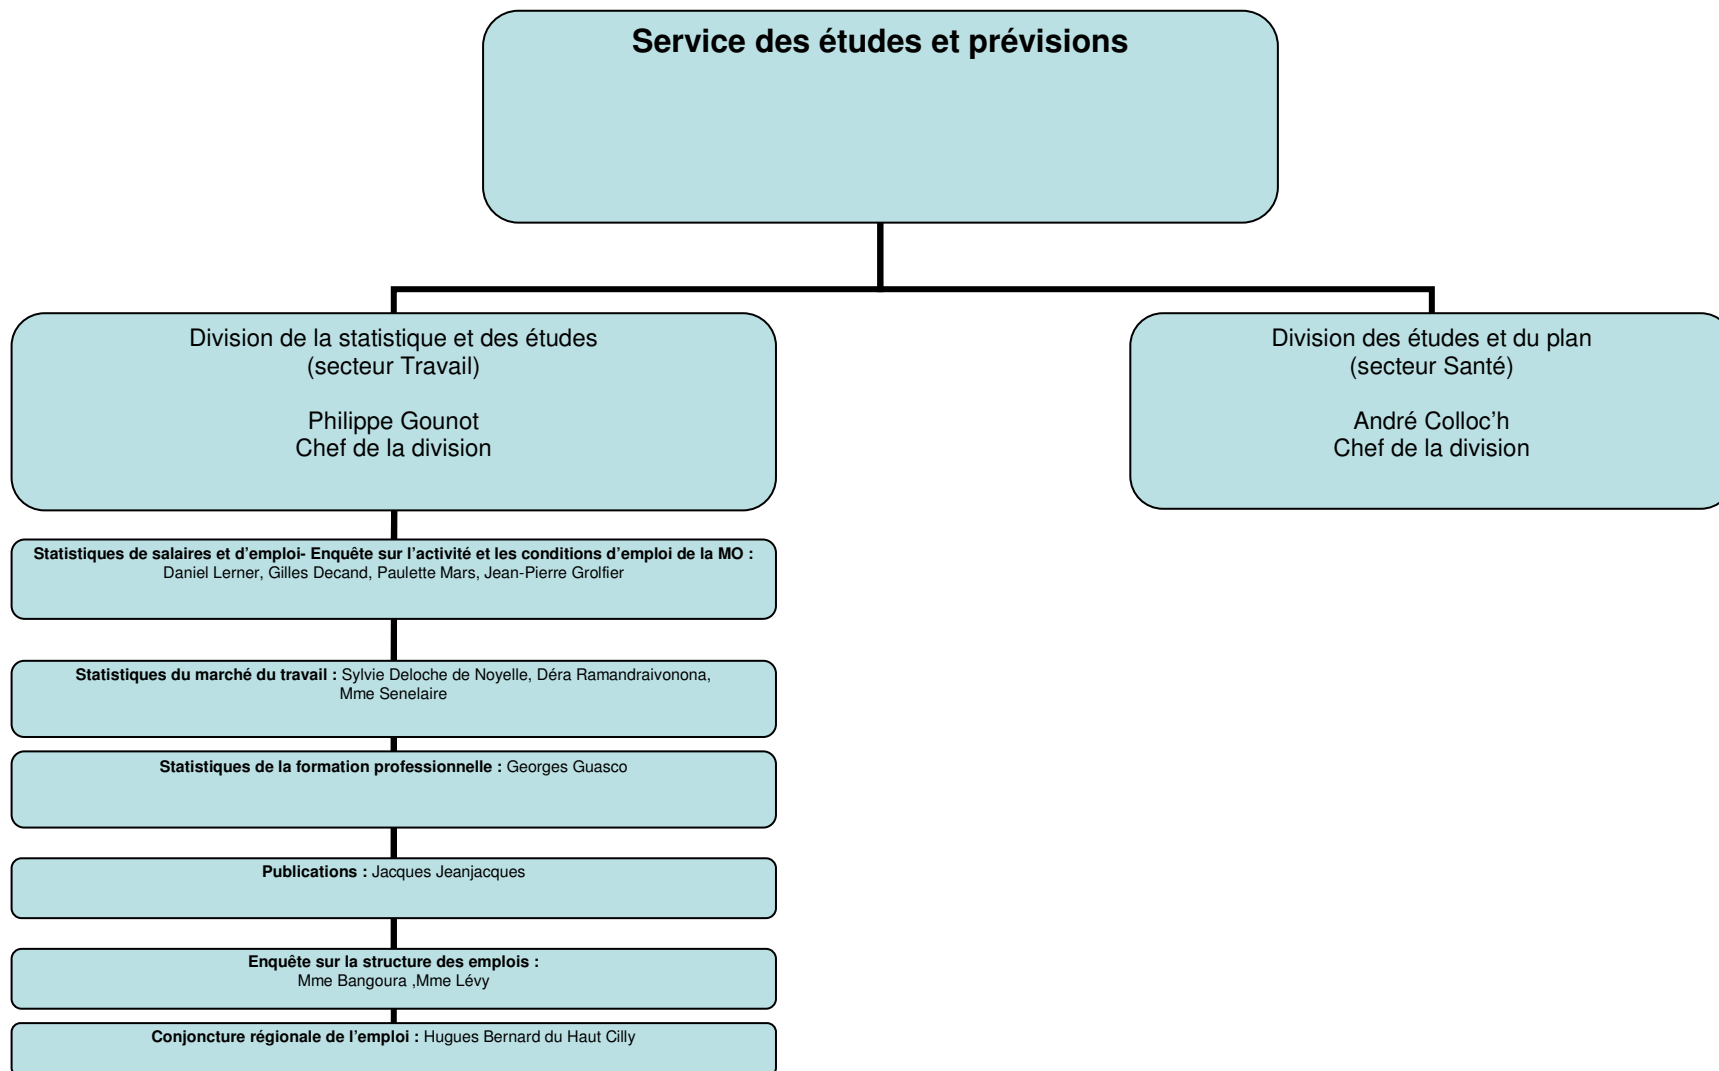 Service des études et prévisions
Division de la statistique et des études
(secteur Travail)
Philippe Gounot
Chef de la division
Division des études et du plan
(secteur Santé)
André Colloc’h
Chef de la division
Statistiques de salaires et d’emploi- Enquête sur l’activité et les conditions d’emploi de la MO :
Daniel Lerner, Gilles Decand, Paulette Mars, Jean-Pierre Grolfier
Statistiques du marché du travail : Sylvie Deloche de Noyelle, Déra Ramandraivonona,
Mme Senelaire
Statistiques de la formation professionnelle : Georges Guasco
Publications : Jacques Jeanjacques
Enquête sur la structure des emplois :
Mme Bangoura ,Mme Lévy
Conjoncture régionale de l’emploi : Hugues Bernard du Haut Cilly